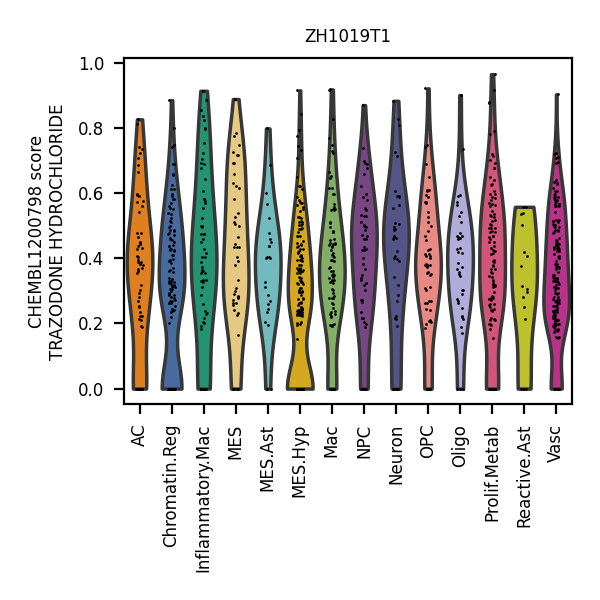 ZH1019T1
CHEMBL1200798 score
TRAZODONE HYDROCHLORIDE
1.0
0.8
0.6
0.4
0.2
0.0
AC
Chromatin.Reg
Inflammatory.Mac
MES
MES.Ast
MES.Hyp
Mac
NPC
Neuron
OPC
Oligo
Prolif.Metab
Reactive.Ast
Vasc